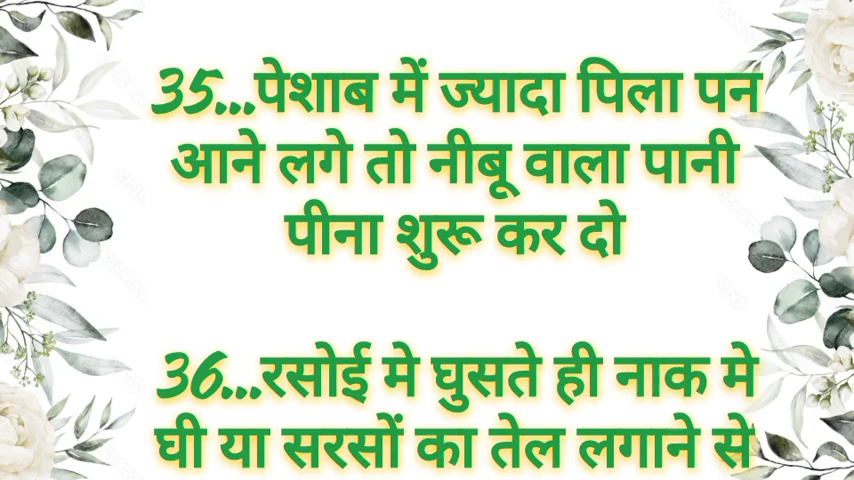 35...पेशाब में ज्यादा पिला पन
आने लगे तो नीबू वाला पानी
पीना शुरू कर दो
36...रसोई मे घुसते ही नाक मे
घी या सरसों का तेल लगाने से